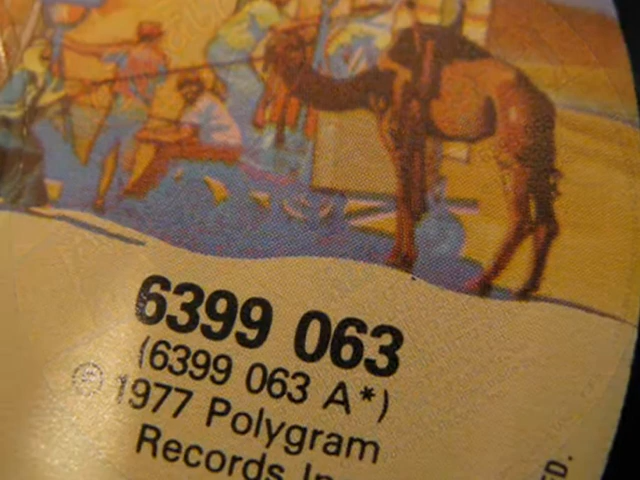 6399 063
(6399 063 A*)
℗ 1977 Polygram
Records